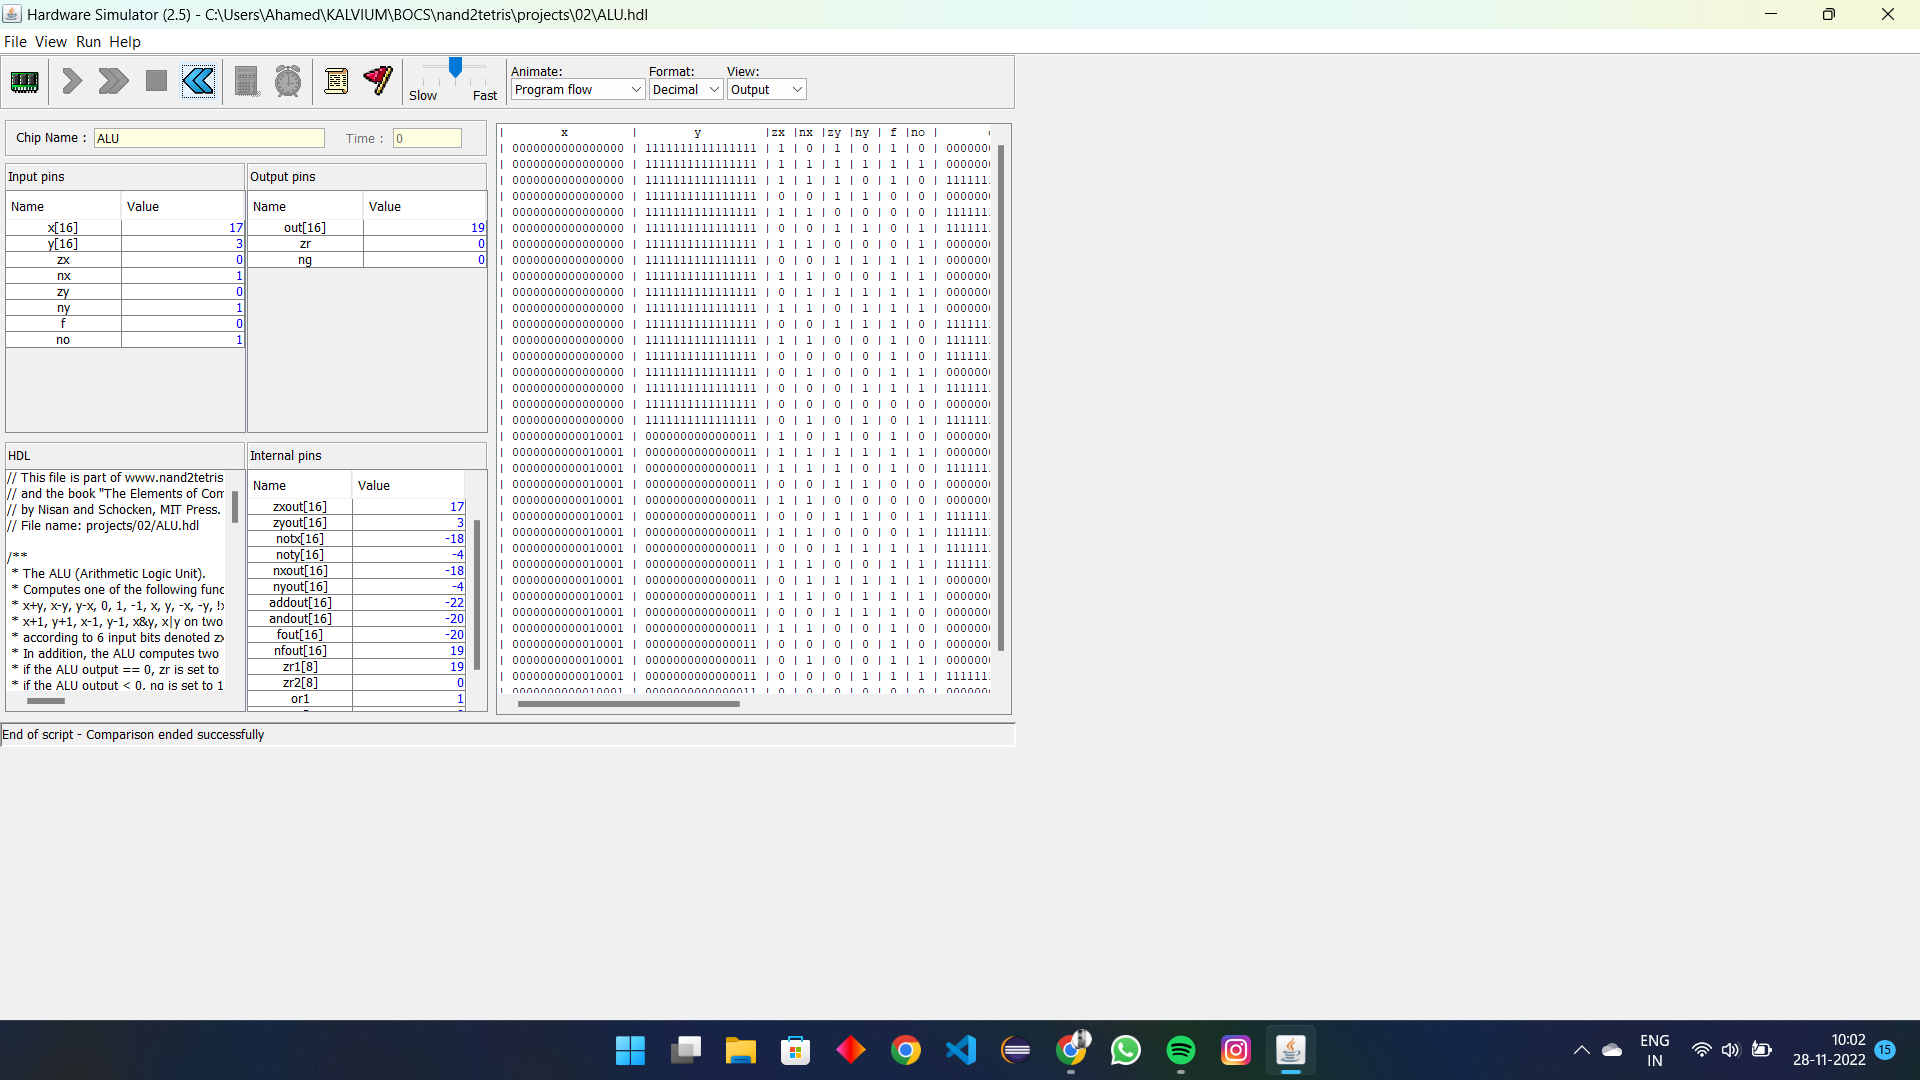 Hardware Simulator (2.5) - C:\Users\Ahamed\KALVIUM\BOCS\nand2tetris\projects\02\ALU.hdl
File View Run Help
Slow Fast
Animate: Format: View:
Program flow Decimal Output
Chip Name : ALU Time : 0
Input pins
Name Value
x[16] 17
y[16] 3
zx 0
nx 1
zy 0
ny 1
f 0
no 1
Output pins
Name Value
out[16] 19
zr 0
ng 0
HDL
// This file is part of www.nand2tetris
// and the book "The Elements of Com
// by Nisan and Schocken, MIT Press.
// File name: projects/02/ALU.hdl
/**
* The ALU (Arithmetic Logic Unit).
* Computes one of the following func
* x+y, x-y, y-x, 0, 1, -1, x, y, -x, -y, !x
* x+1, y+1, x-1, y-1, x&y, x|y on two
* according to 6 input bits denoted zx
* In addition, the ALU computes two
* if the ALU output == 0, zr is set to
* if the ALU output < 0, ng is set to 1
Internal pins
Name Value
zxout[16] 17
zyout[16] 3
notx[16] -18
noty[16] -4
nxout[16] -18
nyout[16] -4
addout[16] -22
andout[16] -20
fout[16] -20
nfout[16] 19
zr1[8] 19
zr2[8] 0
or1 1
| x | y |zx |nx |zy |ny | f |no |
| 0000000000000000 | 1111111111111111 | 1 | 0 | 1 | 0 | 1 | 0 | 000000
| 0000000000000000 | 1111111111111111 | 1 | 1 | 1 | 1 | 1 | 1 | 000000
| 0000000000000000 | 1111111111111111 | 1 | 1 | 1 | 0 | 1 | 0 | 111111
| 0000000000000000 | 1111111111111111 | 0 | 0 | 1 | 1 | 0 | 0 | 000000
| 0000000000000000 | 1111111111111111 | 1 | 1 | 0 | 0 | 0 | 0 | 111111
| 0000000000000000 | 1111111111111111 | 0 | 0 | 1 | 1 | 0 | 1 | 111111
| 0000000000000000 | 1111111111111111 | 1 | 1 | 0 | 0 | 0 | 1 | 000000
| 0000000000000000 | 1111111111111111 | 0 | 0 | 1 | 1 | 1 | 1 | 000000
| 0000000000000000 | 1111111111111111 | 1 | 1 | 0 | 0 | 1 | 1 | 000000
| 0000000000000000 | 1111111111111111 | 0 | 1 | 1 | 1 | 1 | 1 | 000000
| 0000000000000000 | 1111111111111111 | 1 | 1 | 0 | 1 | 1 | 1 | 000000
| 0000000000000000 | 1111111111111111 | 0 | 0 | 1 | 1 | 1 | 0 | 111111
| 0000000000000000 | 1111111111111111 | 1 | 1 | 0 | 0 | 1 | 0 | 111111
| 0000000000000000 | 1111111111111111 | 0 | 0 | 0 | 0 | 1 | 0 | 111111
| 0000000000000000 | 1111111111111111 | 0 | 1 | 0 | 0 | 1 | 1 | 000000
| 0000000000000000 | 1111111111111111 | 0 | 0 | 0 | 1 | 1 | 1 | 111111
| 0000000000000000 | 1111111111111111 | 0 | 0 | 0 | 0 | 0 | 0 | 000000
| 0000000000000000 | 1111111111111111 | 0 | 1 | 0 | 1 | 0 | 1 | 111111
| 0000000000010001 | 0000000000000011 | 1 | 0 | 1 | 0 | 1 | 0 | 000000
| 0000000000010001 | 0000000000000011 | 1 | 1 | 1 | 1 | 1 | 1 | 000000
| 0000000000010001 | 0000000000000011 | 1 | 1 | 1 | 0 | 1 | 0 | 111111
| 0000000000010001 | 0000000000000011 | 0 | 0 | 1 | 1 | 0 | 0 | 000000
| 0000000000010001 | 0000000000000011 | 1 | 1 | 0 | 0 | 0 | 0 | 000000
| 0000000000010001 | 0000000000000011 | 0 | 0 | 1 | 1 | 0 | 1 | 111111
| 0000000000010001 | 0000000000000011 | 1 | 1 | 0 | 0 | 0 | 1 | 111111
| 0000000000010001 | 0000000000000011 | 0 | 0 | 1 | 1 | 1 | 1 | 111111
| 0000000000010001 | 0000000000000011 | 1 | 1 | 0 | 0 | 1 | 1 | 111111
| 0000000000010001 | 0000000000000011 | 0 | 1 | 1 | 1 | 1 | 1 | 000000
| 0000000000010001 | 0000000000000011 | 1 | 1 | 0 | 1 | 1 | 1 | 000000
| 0000000000010001 | 0000000000000011 | 0 | 0 | 1 | 1 | 1 | 0 | 000000
| 0000000000010001 | 0000000000000011 | 1 | 1 | 0 | 0 | 1 | 0 | 000000
| 0000000000010001 | 0000000000000011 | 0 | 0 | 0 | 0 | 1 | 0 | 000000
| 0000000000010001 | 0000000000000011 | 0 | 1 | 0 | 0 | 1 | 1 | 000000
| 0000000000010001 | 0000000000000011 | 0 | 0 | 0 | 1 | 1 | 1 | 111111
| 0000000000010001 | 0000000000000011 | 0 | 0 | 0 | 0 | 0 | 0 | 000000
End of script - Comparison ended successfully
ENG
IN
10:02
28-11-2022
15